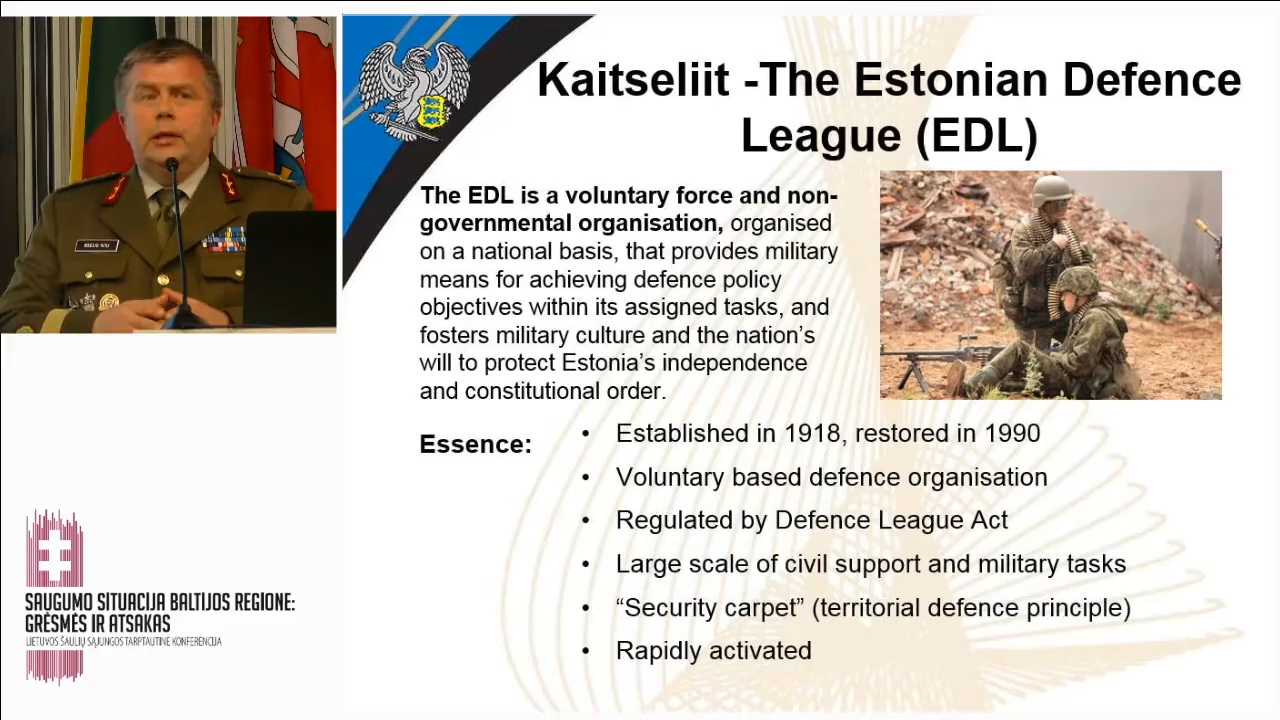 Kaitseliit -The Estonian Defence
League (EDL)
The EDL is a voluntary force and non-
governmental organisation, organised
on a national basis, that provides military
means for achieving defence policy
objectives within its assigned tasks, and
fosters military culture and the nation's
will to protect Estonia's independence
and constitutional order.
Essence:
• Established in 1918, restored in 1990
• Voluntary based defence organisation
• Regulated by Defence League Act
• Large scale of civil support and military tasks
• “Security carpet” (territorial defence principle)
• Rapidly activated
SAUGUMO SITUACIJA BALTIJOS REGIONE:
GRĖSMĖS IR ATSAKAS
LIETUVOS ŠAULIŲ SĄJUNGOS TARPTAUTINĖ KONFERENCIJA